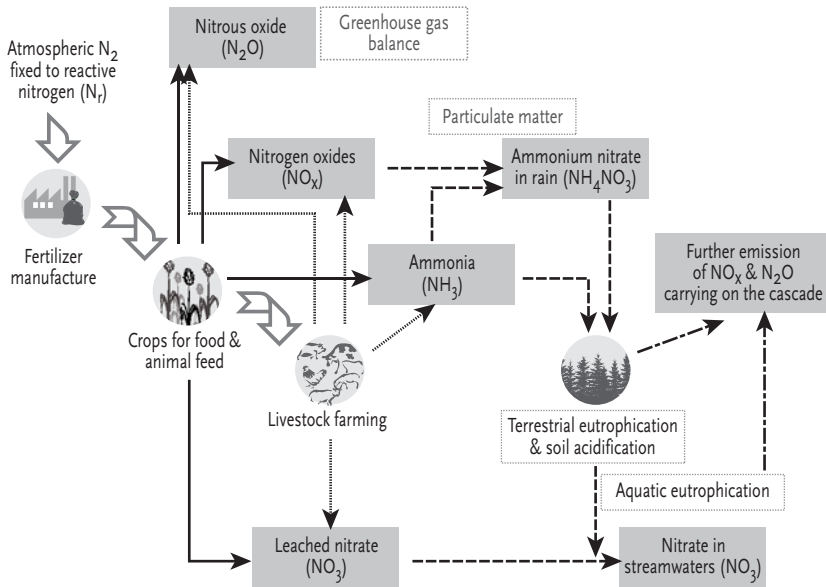 Nitrous oxide
(N2O)
Greenhouse gas
balance
Atmospheric N2
fixed to reactive
nitrogen (Nr)
Particulate matter
Nitrogen oxides
(NOX)
Ammonium nitrate
in rain (NH4NO3)
Fertilizer
manufacture
Ammonia
(NH3)
Further emission
of NOX & N2O
carrying on the cascade
Crops for food &
animal feed
Livestock farming
Terrestrial eutrophication
& soil acidification
Aquatic eutrophication
Leached nitrate
(NO3)
Nitrate in
streamwaters (NO3)